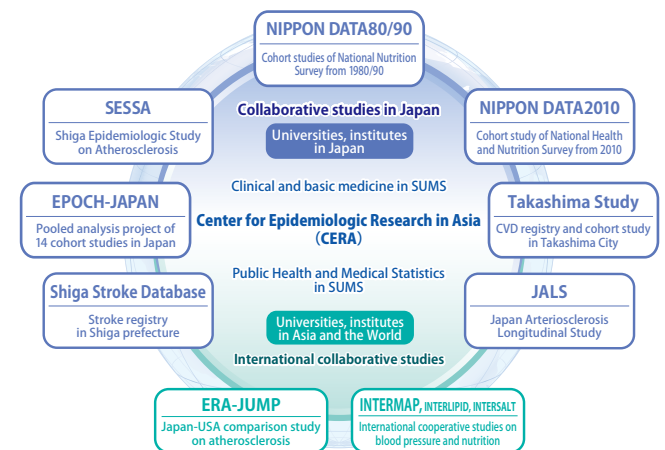 NIPPON DATA80/90
Cohort studies of National Nutrition
Survey from 1980/90
SESSA
Shiga Epidemiologic Study
on Atherosclerosis
Collaborative studies in Japan
Universities, institutes
in Japan
NIPPON DATA2010
Cohort study of National Health
and Nutrition Survey from 2010
Clinical and basic medicine in SUMS
EPOCH-JAPAN
Pooled analysis project of
14 cohort studies in Japan
Center for Epidemiologic Research in Asia
(CERA)
Takashima Study
CVD registry and cohort study
in Takashima City
Public Health and Medical Statistics
in SUMS
Shiga Stroke Database
Stroke registry
in Shiga prefecture
Universities, institutes
in Asia and the World
International collaborative studies
JALS
Japan Arteriosclerosis
Longitudinal Study
ERA-JUMP
Japan-USA comparison study
on atherosclerosis
INTERMAP, INTERLIPID, INTERSALT
International cooperative studies on
blood pressure and nutrition